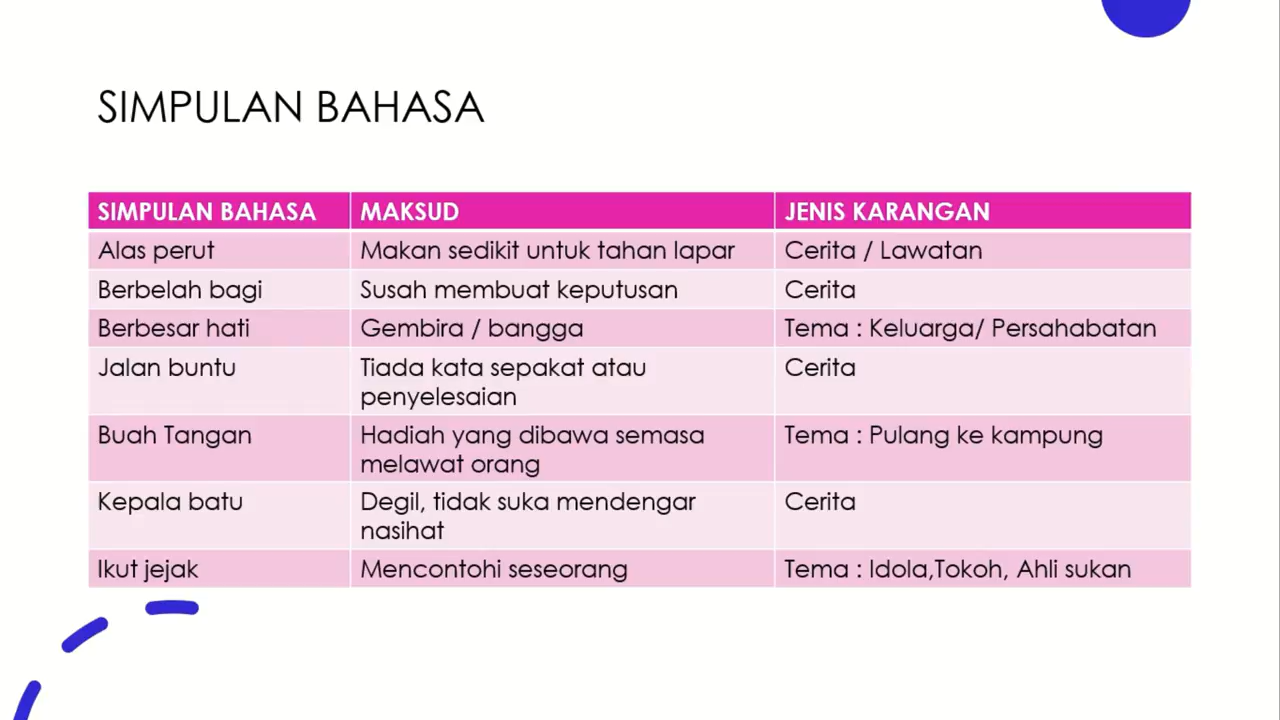 SIMPULAN BAHASA
SIMPULAN BAHASA MAKSUD JENIS KARANGAN
Alas perut Makan sedikit untuk tahan lapar Cerita / Lawatan
Berbelah bagi Susah membuat keputusan Cerita
Berbesar hati Gembira / bangga Tema : Keluarga/ Persahabatan
Jalan buntu Tiada kata sepakat atau Cerita
penyelesaian
Buah Tangan Hadiah yang dibawa semasa Tema : Pulang ke kampung
melawat orang
Kepala batu Degil, tidak suka mendengar Cerita
nasihat
Ikut jejak Mencontohi seseorang Tema : Idola,Tokoh, Ahli sukan